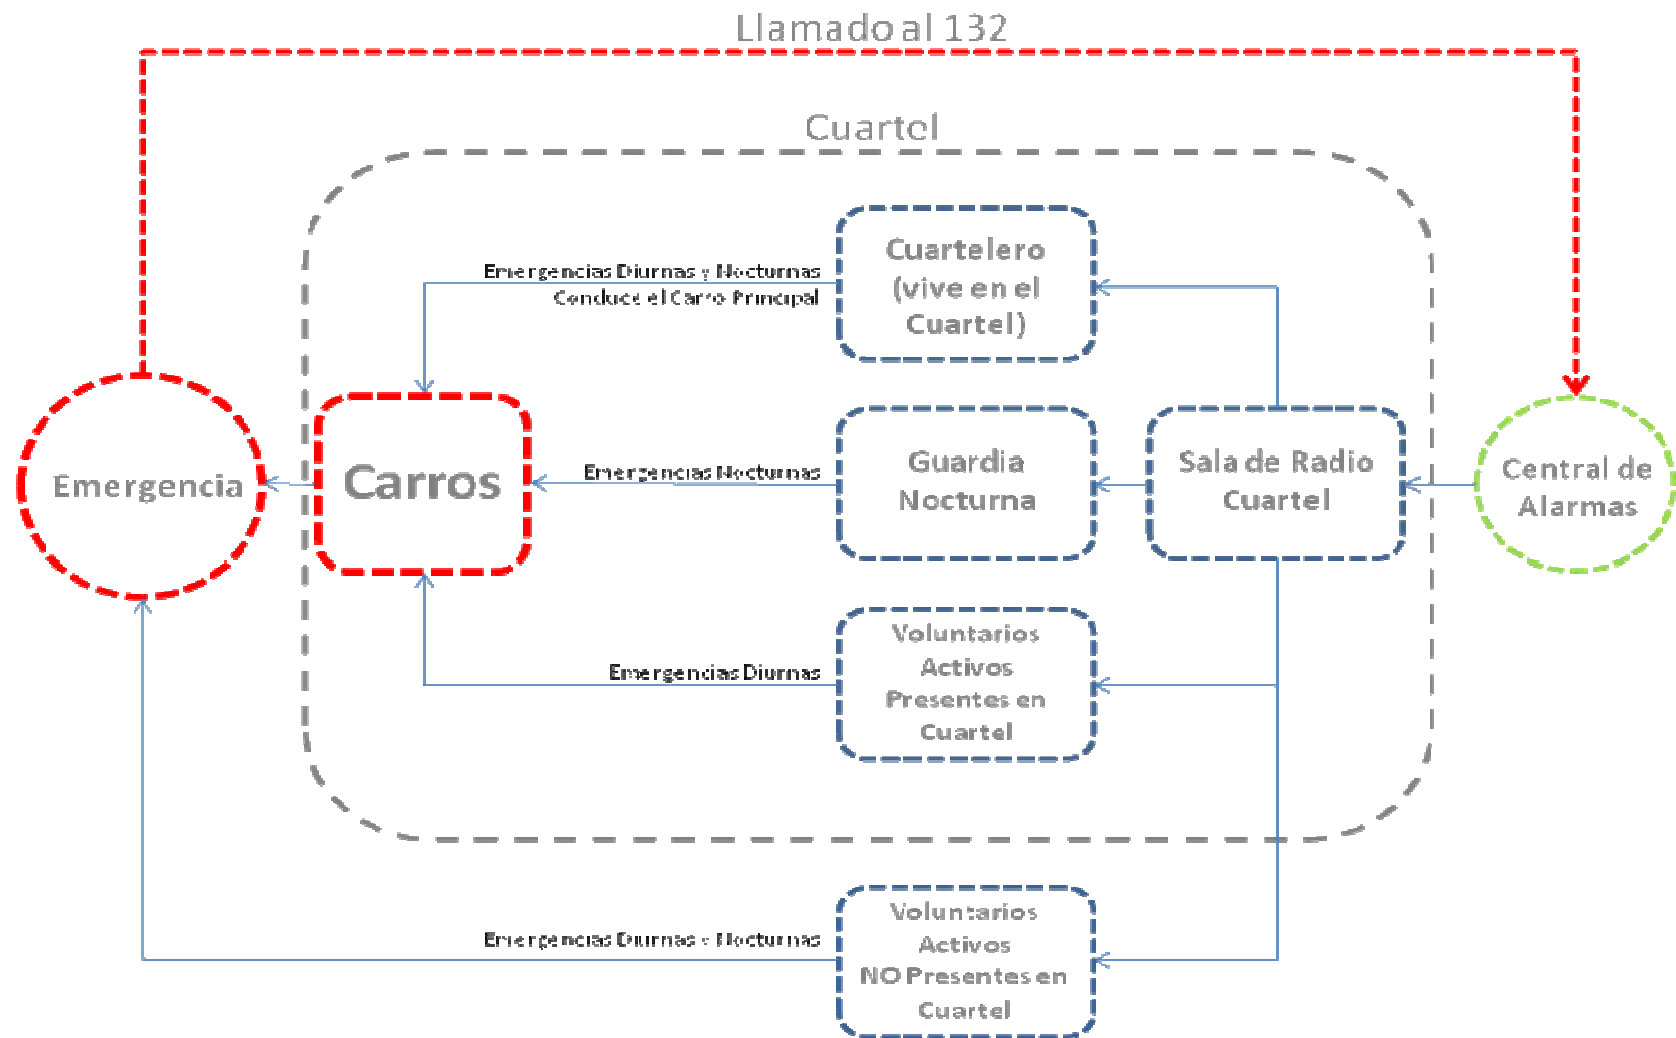 Llamado al 132
Cuartel
Cuartelero
(vive en el
Cuartel)
Emergencias Diurnas y Nocturnas
Conduce el Carro Principal
Emergencia
Carros
Emergencias Nocturnas
Guardia
Nocturna
Sala de Radio
Cuartel
Central de
Alarmas
Emergencias Diurnas
Voluntarios
Activos
Presentes en
Cuartel
Emergencias Diurnas y Nocturnas
Voluntarios
Activos
NO Presentes en
Cuartel